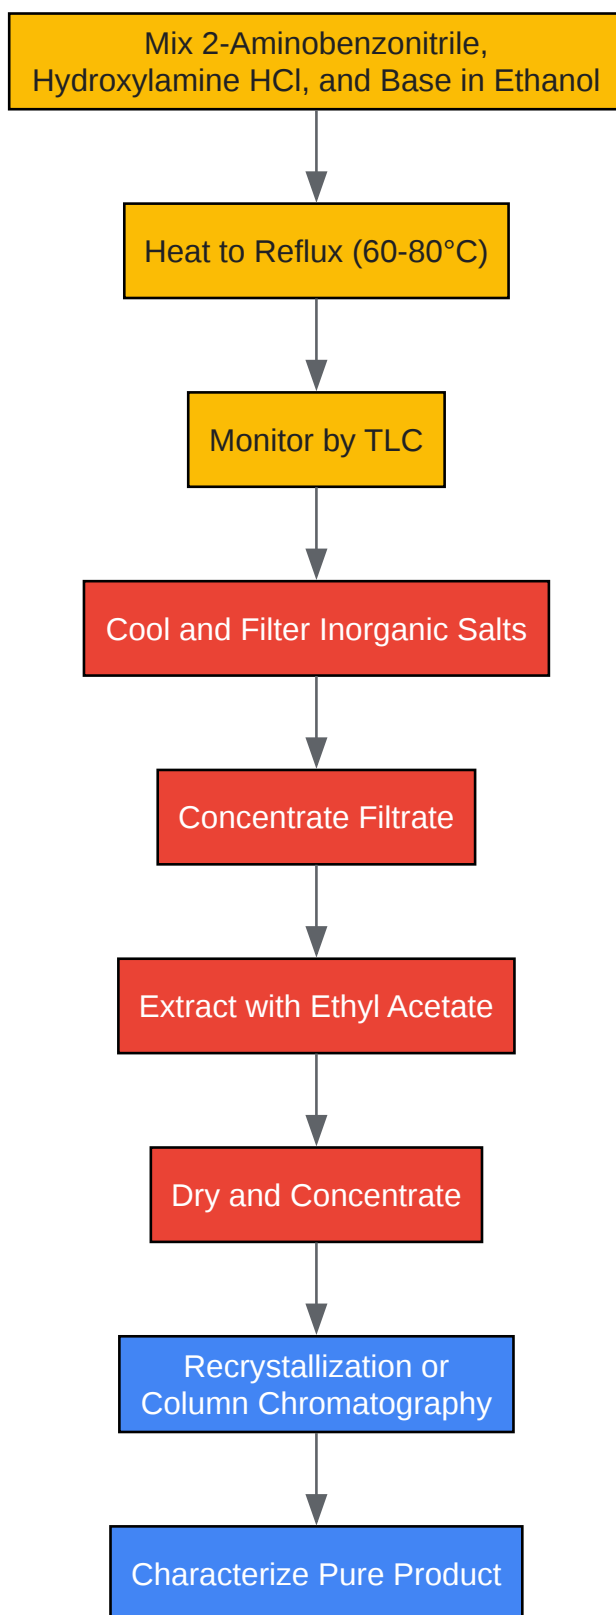 Mix 2-Aminobenzonitrile,
Hydroxylamine HCl, and Base in Ethanol
Heat to Reflux (60-80°C)
Monitor by TLC
Cool and Filter Inorganic Salts
Concentrate Filtrate
Extract with Ethyl Acetate
Dry and Concentrate
Recrystallization or
Column Chromatography
Characterize Pure Product